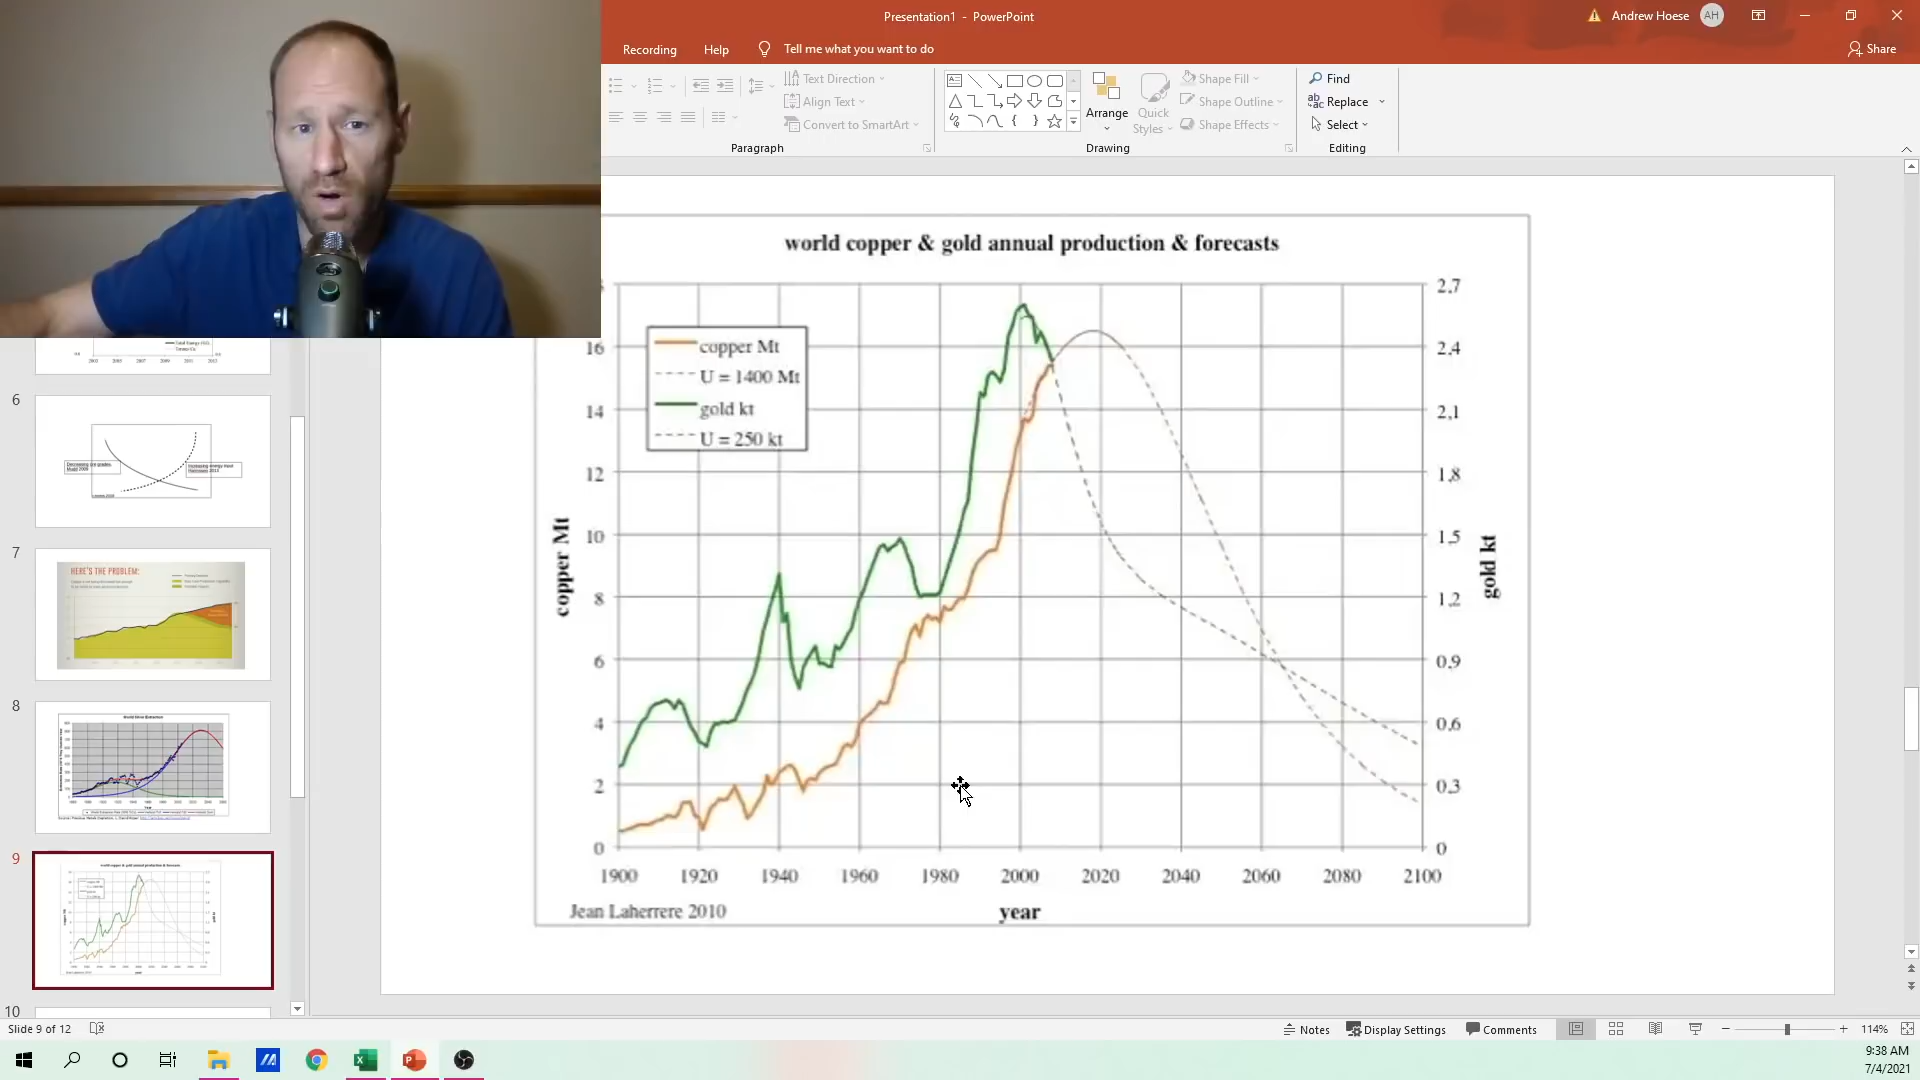 Presentation1 - PowerPoint
Andrew Hoese
AH
Recording
Help
Tell me what you want to do
Share
Text Direction
Align Text
Convert to SmartArt
Paragraph
Arrange
Quick
Styles
Shape Fill
Shape Outline
Shape Effects
Drawing
Find
Replace
Select
Editing
6
7
HERE'S THE PROBLEM:
8
9
10
world copper & gold annual production & forecasts
copper Mt
U = 1400 Mt
gold kt
U = 250 kt
16
14
12
10
8
6
4
2
0
copper Mt
2.7
2.4
2.1
1.8
1.5
1.2
0.9
0.6
0.3
0
gold kt
1900 1920 1940 1960 1980 2000 2020 2040 2060 2080 2100
Jean Laherrere 2010
year
Slide 9 of 12
Notes
Display Settings
Comments
114%
9:38 AM
7/4/2021